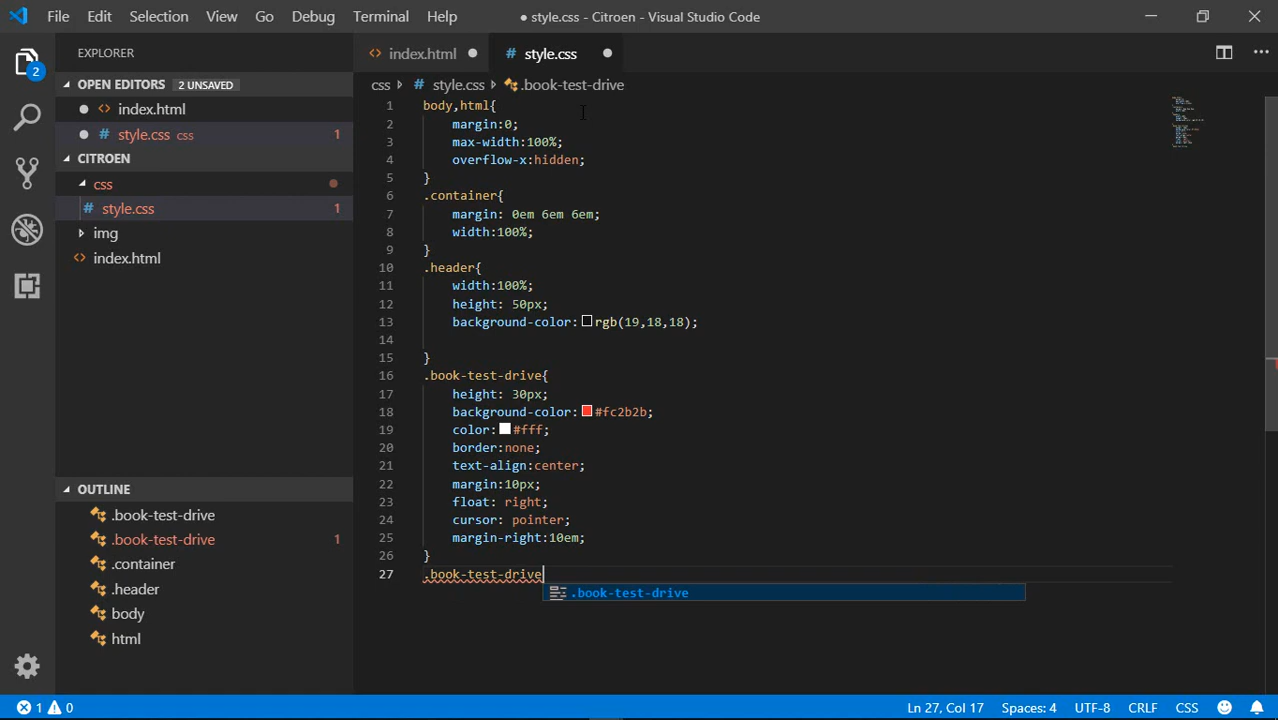 File Edit Selection View Go Debug Terminal Help
● style.css - Citroen - Visual Studio Code
EXPLORER
OPEN EDITORS 2 UNSAVED
index.html
style.css css 1
CITROEN
css
style.css 1
img
index.html
OUTLINE
.book-test-drive
.book-test-drive 1
.container
.header
body
html
2
index.html
style.css
css style.css .book-test-drive
1 body,html{
2 margin:0;
3 max-width:100%;
4 overflow-x:hidden;
5 }
6 .container{
7 margin: 0em 6em 6em;
8 width:100%;
9 }
10 .header{
11 width:100%;
12 height: 50px;
13 background-color: rgb(19,18,18);
14
15 }
16 .book-test-drive{
17 height: 30px;
18 background-color: #fc2b2b;
19 color: #fff;
20 border:none;
21 text-align:center;
22 margin:10px;
23 float: right;
24 cursor: pointer;
25 margin-right:10em;
26 }
27 .book-test-drive
.book-test-drive
1 0
Ln 27, Col 17 Spaces: 4 UTF-8 CRLF CSS